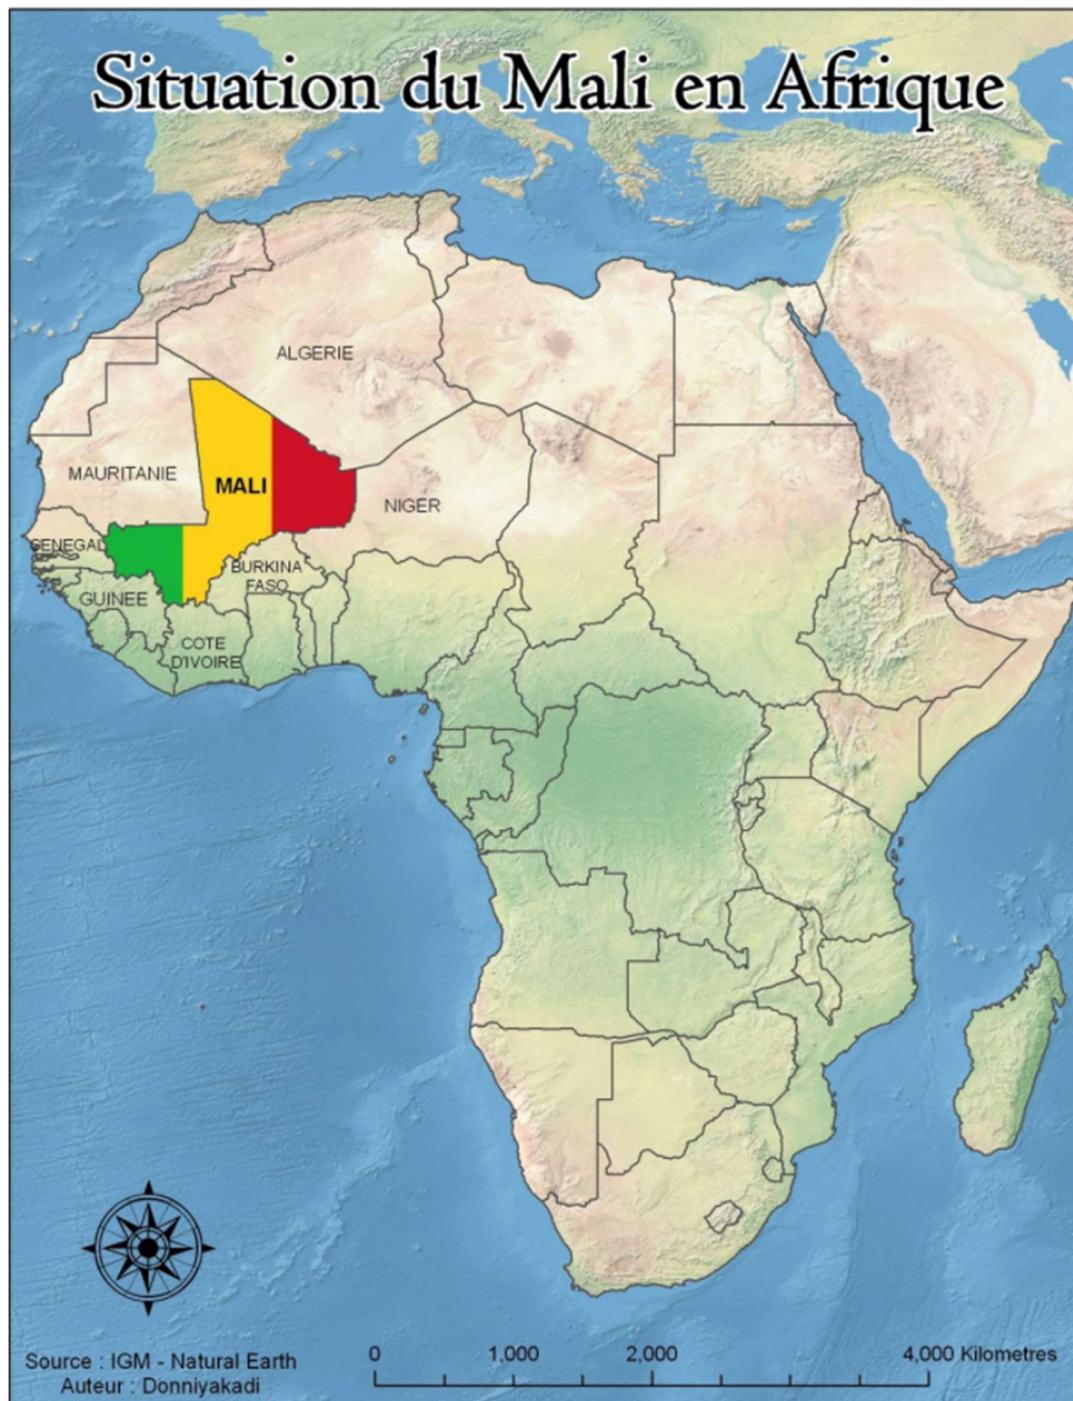 Situation du Mali en Afrique
ALGERIE
MAURITANIE
MALI
NIGER
SENEGAL
BURKINA
FASO
GUINEE
COTE
D'IVOIRE
0 1,000 2,000 4,000 Kilometres
Source : IGM - Natural Earth
Auteur : Donniyakadi